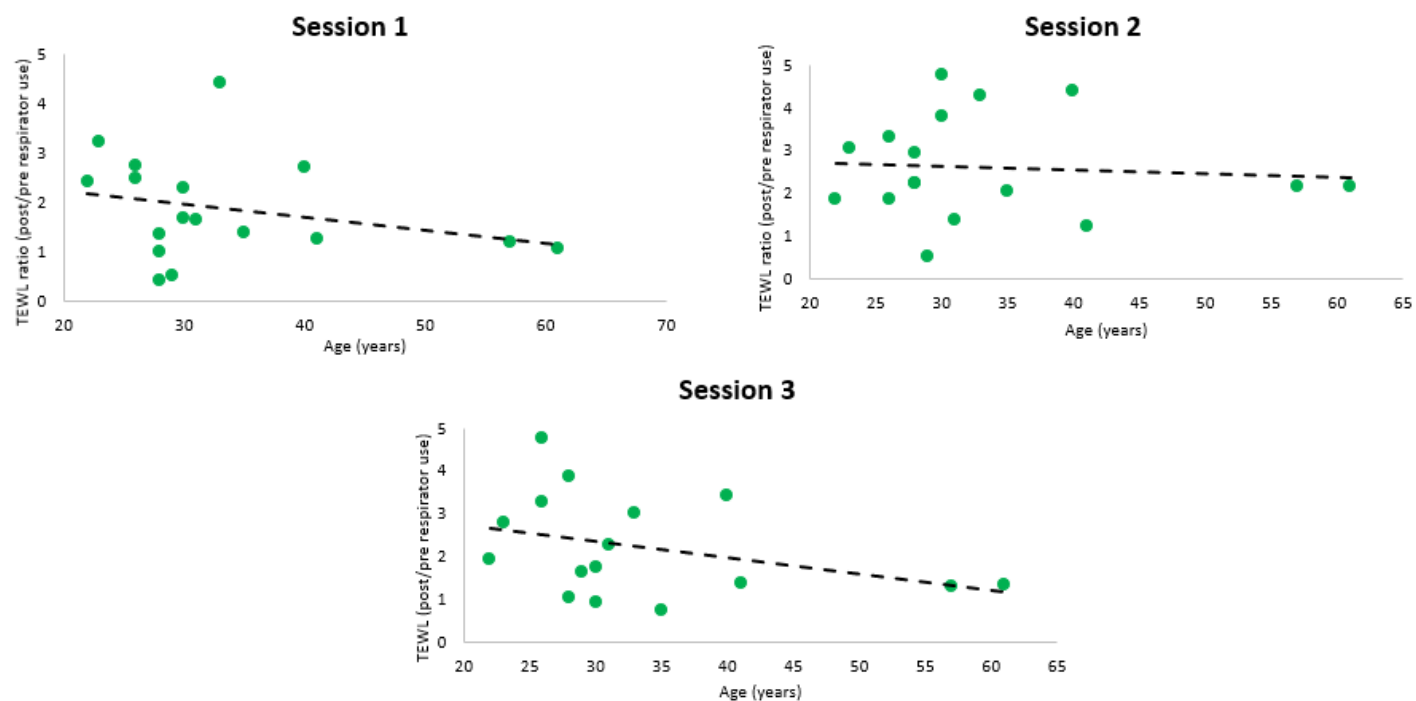 Session 1
TEWL ratio (post/pre respirator use)
5
4
3
2
1
0
20 30 40 50 60 70
Age (years)
Session 2
TEWL ratio (post/pre respirator use)
5
4
3
2
1
0
20 25 30 35 40 45 50 55 60 65
Age (years)
Session 3
TEWL (post/pre respirator use)
5
4
3
2
1
0
20 25 30 35 40 45 50 55 60 65
Age (years)